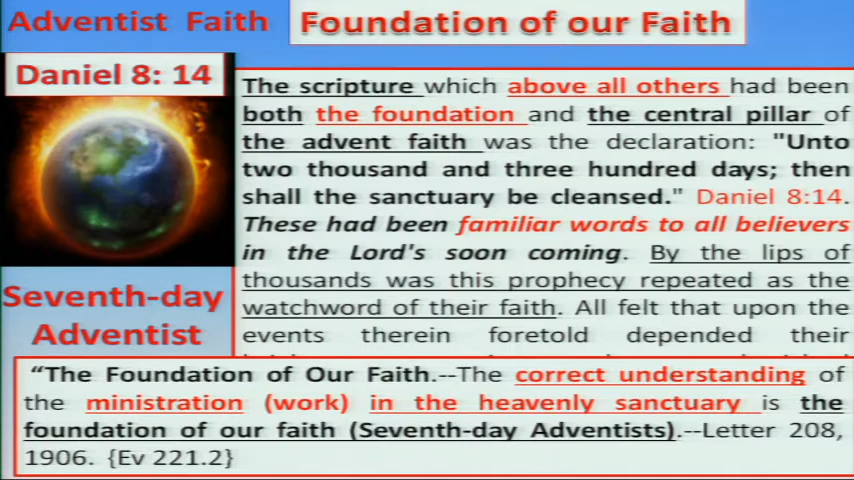 Adventist Faith
Foundation of our Faith
Daniel 8: 14
The scripture which above all others had been
both the foundation and the central pillar of
the advent faith was the declaration: "Unto
two thousand and three hundred days; then
shall the sanctuary be cleansed." Daniel 8:14.
These had been familiar words to all believers
in the Lord's soon coming. By the lips of
thousands was this prophecy repeated as the
watchword of their faith. All felt that upon the
events therein foretold depended their
Seventh-day
Adventist
“The Foundation of Our Faith.--The correct understanding of
the ministration (work) in the heavenly sanctuary is the
foundation of our faith (Seventh-day Adventists).--Letter 208,
1906. {Ev 221.2}